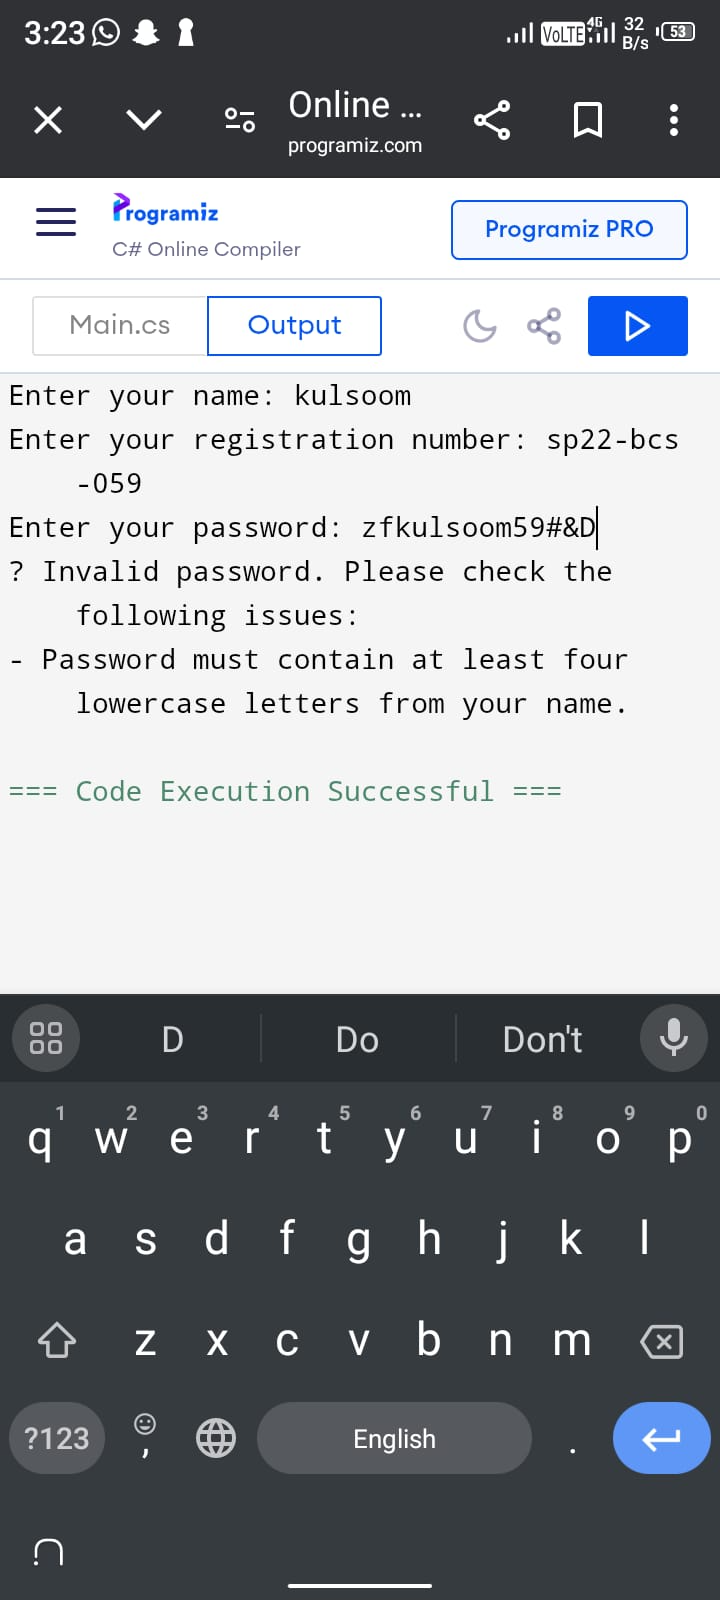 3:23 VoLTE 4G 32 B/s 53
Online ...
programiz.com
Programiz
C# Online Compiler
Programiz PRO
Main.cs Output
Enter your name: kulsoom
Enter your registration number: sp22-bcs
-059
Enter your password: zfkulsoom59#&D
? Invalid password. Please check the
following issues:
- Password must contain at least four
lowercase letters from your name.
=== Code Execution Successful ===
D Do Don't
1 2 3 4 5 6 7 8 9 0
q w e r t y u i o p
a s d f g h j k l
z x c v b n m
?123 , English .